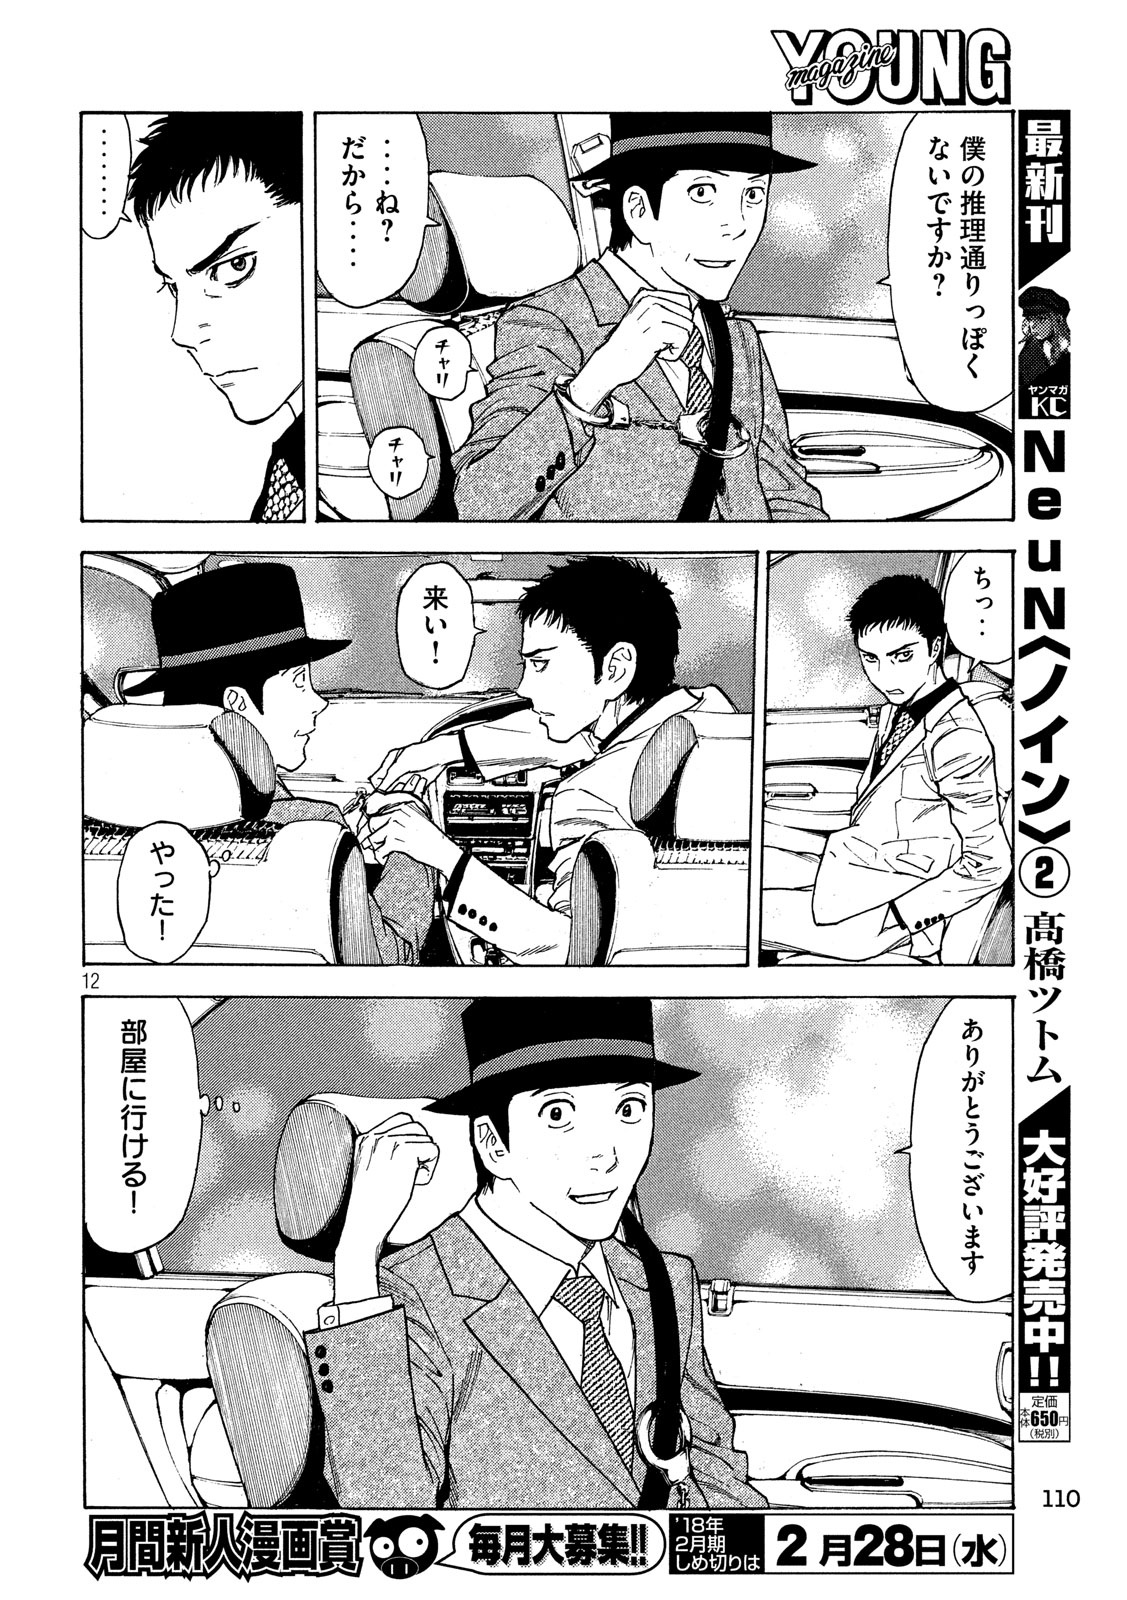 YOUNG
magazine
僕の推理通りっぽく
ないですか?
‥‥ね?
だから‥‥
チャリ
チャリ
‥‥‥‥
ちっ‥‥
来い!
やった!
12
ありがとうございます
部屋に行ける!
最新刊
ヤンマガ
KC
NeuN〈ノイン〉②
髙橋ツトム
大好評発売中!!
定価
本体650円
(税別)
110
月間新人漫画賞
毎月大募集!!
'18年
2月期
しめ切りは
2月28日(水)